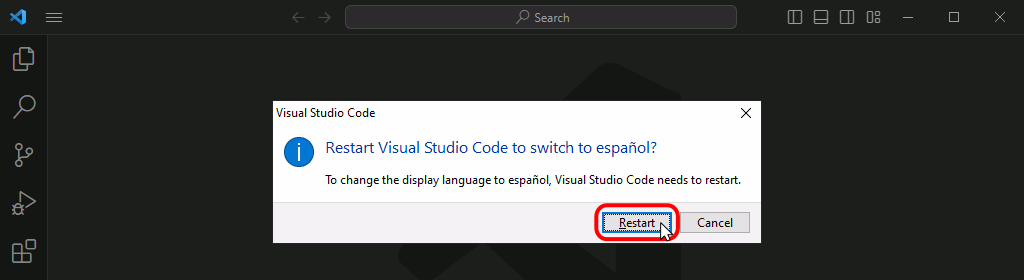 Search
Visual Studio Code
Restart Visual Studio Code to switch to español?
To change the display language to español, Visual Studio Code needs to restart.
Restart
Cancel